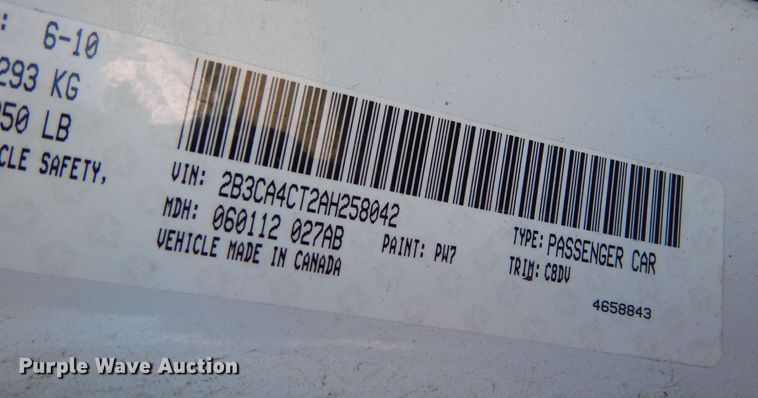 : 6-10
293 KG
50 LB
CLE SAFETY,
VIN: 2B3CA4CT2AH258042
MDH: 060112 027AB
PAINT: PW7
TYPE: PASSENGER CAR
VEHICLE MADE IN CANADA
TRIM: C8DV
4658843
Purple Wave Auction